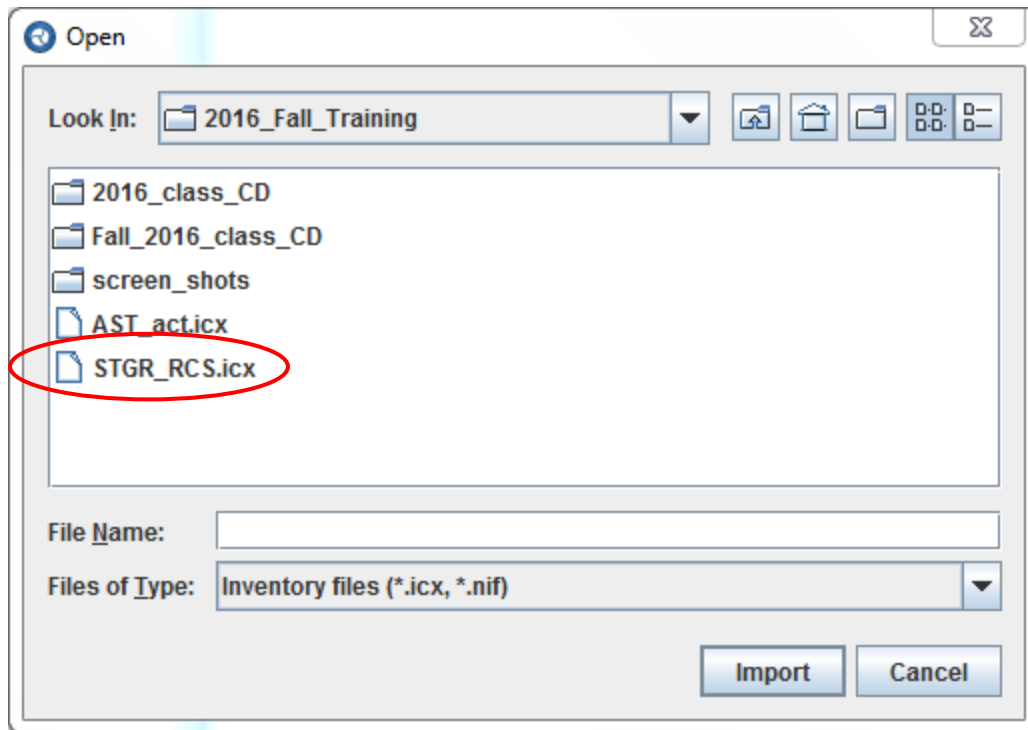 Open
Look In: 2016_Fall_Training
2016_class_CD
Fall_2016_class_CD
screen_shots
AST_act.icx
STGR_RCS.icx
File Name:
Files of Type: Inventory files (*.icx, *.nif)
Import Cancel